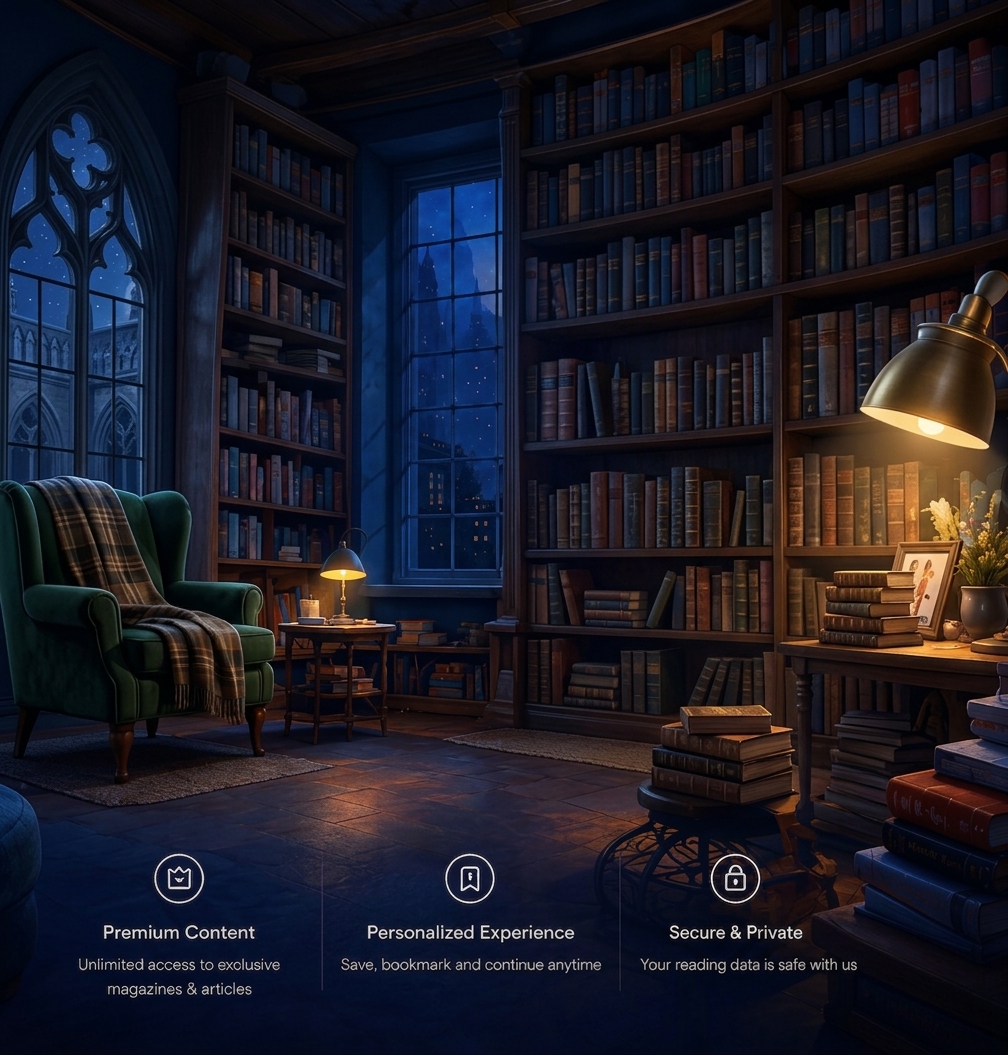 Premium Content
Unlimited access to exclusive
magazines & articles
Personalized Experience
Save, bookmark and continue anytime
Secure & Private
Your reading data is safe with us